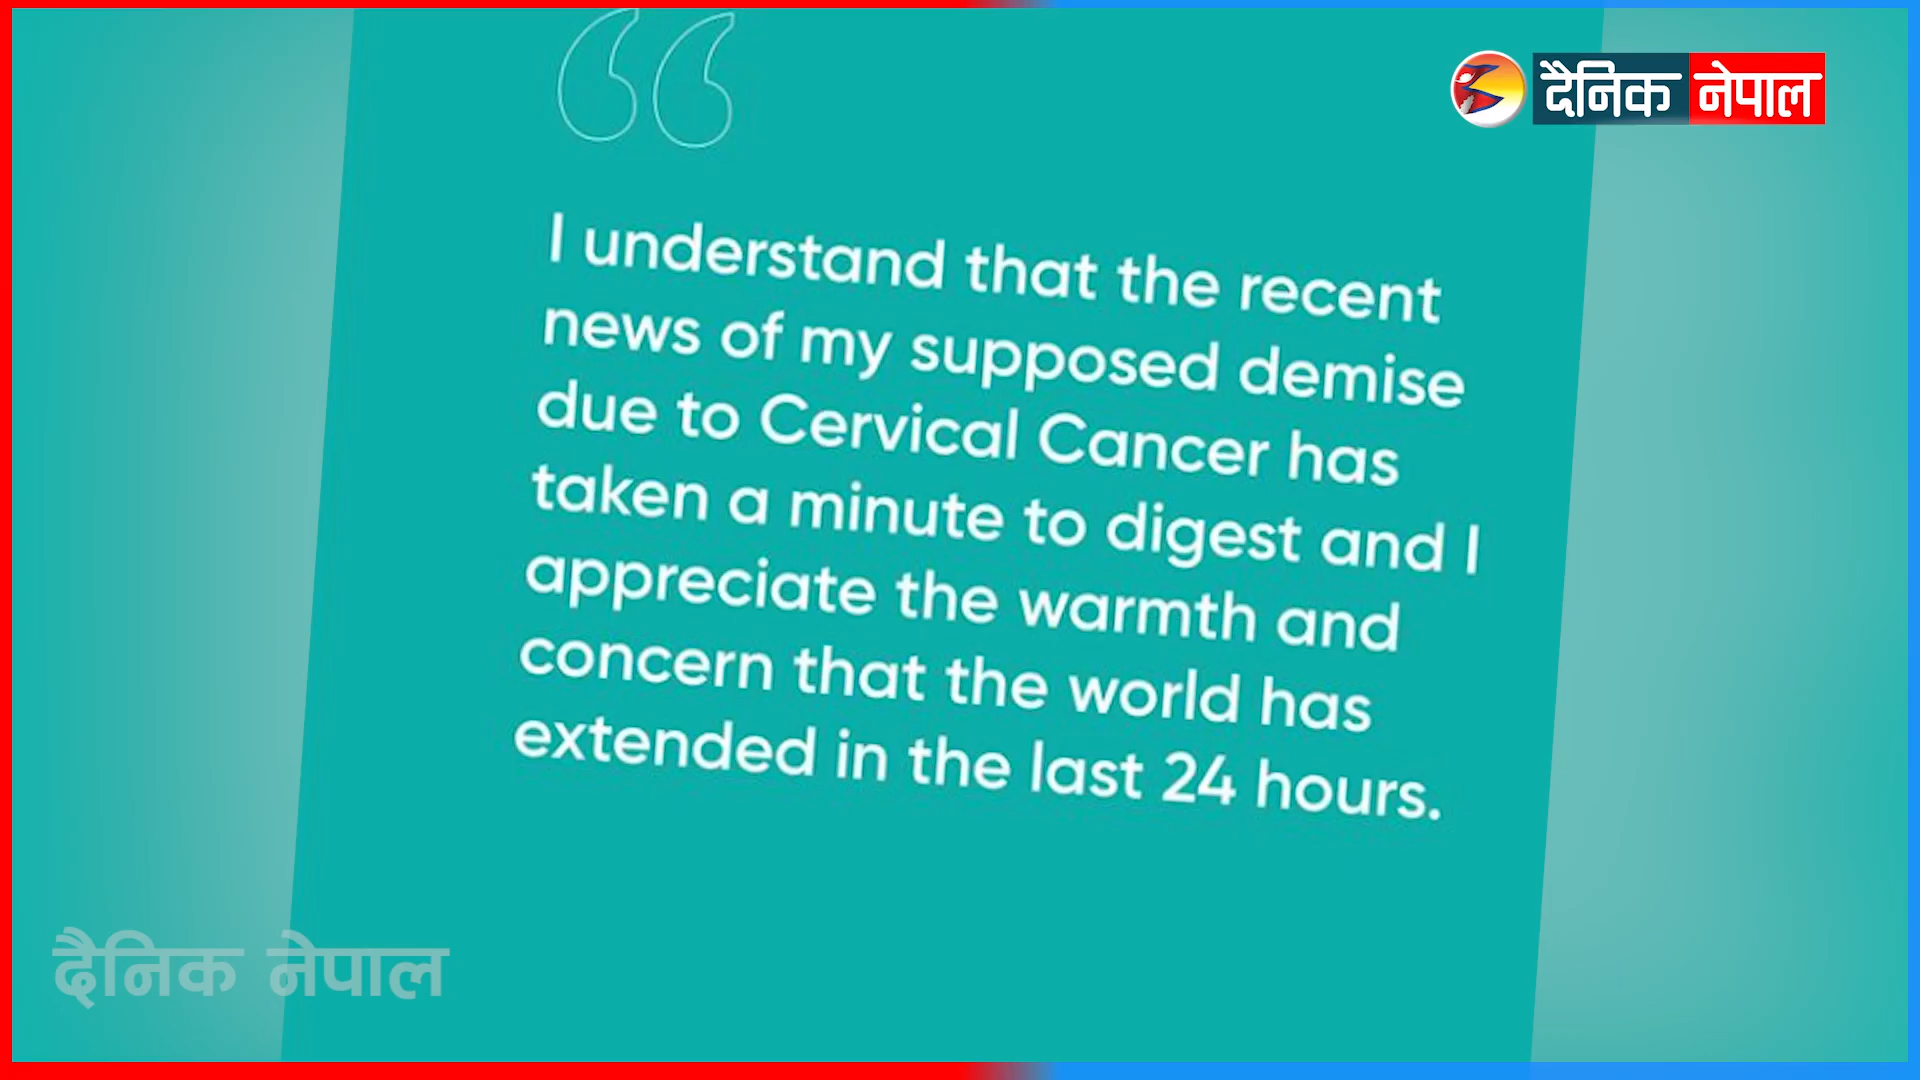 दैनिक नेपाल
I understand that the recent
news of my supposed demise
due to Cervical Cancer has
taken a minute to digest and I
appreciate the warmth and
concern that the world has
extended in the last 24 hours.
दैनिक नेपाल